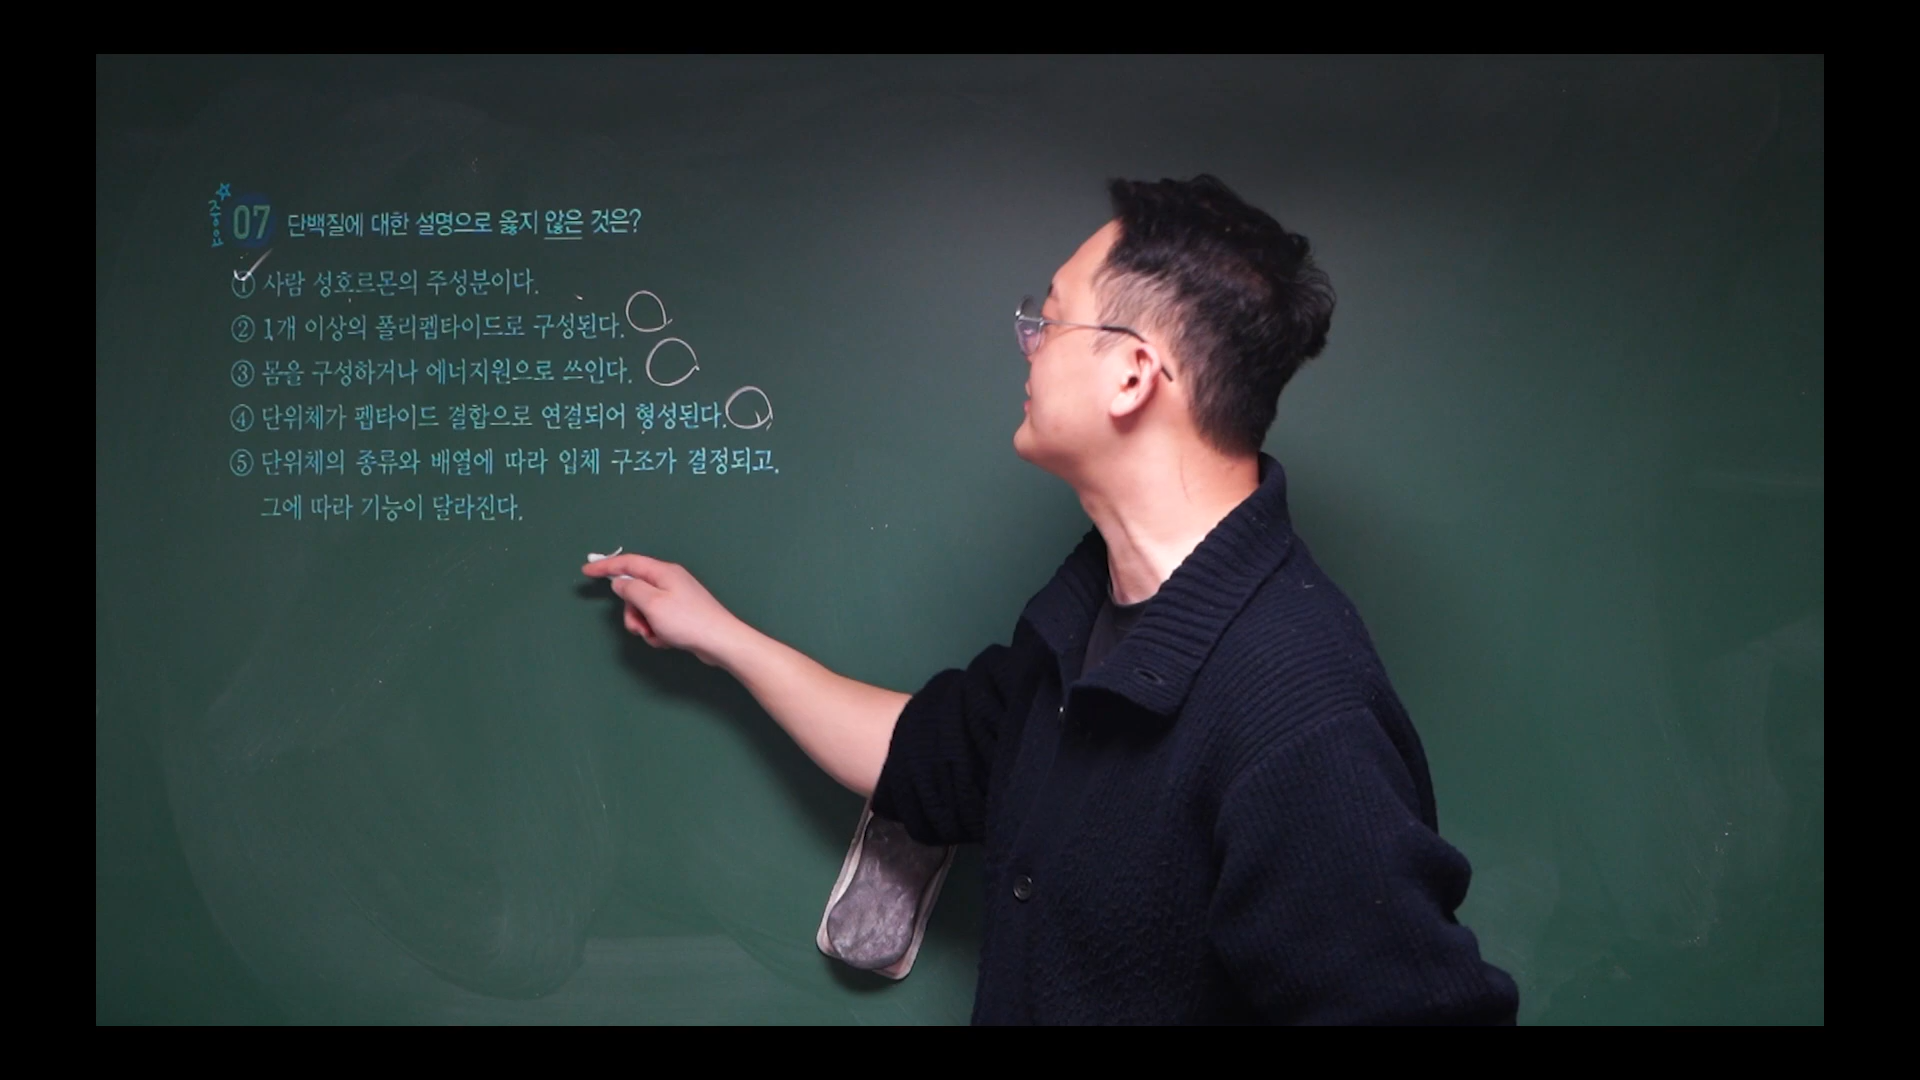 중요
07 단백질에 대한 설명으로 옳지 않은 것은?
① 사람 성호르몬의 주성분이다.
② 1개 이상의 폴리펩타이드로 구성된다.
③ 몸을 구성하거나 에너지원으로 쓰인다.
④ 단위체가 펩타이드 결합으로 연결되어 형성된다.
⑤ 단위체의 종류와 배열에 따라 입체 구조가 결정되고,
그에 따라 기능이 달라진다.